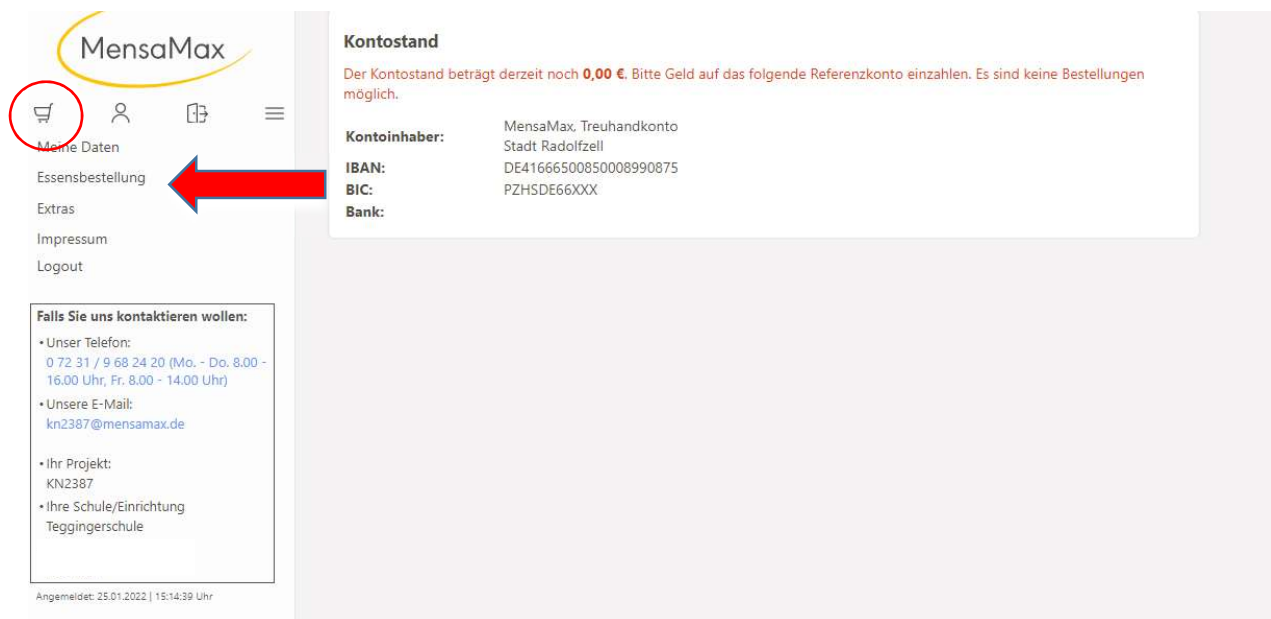 MensaMax
Meine Daten
Essensbestellung
Extras
Impressum
Logout
Falls Sie uns kontaktieren wollen:
• Unser Telefon:
0 72 31 / 9 68 24 20 (Mo. - Do. 8.00 -
16.00 Uhr, Fr. 8.00 - 14.00 Uhr)
• Unsere E-Mail:
kn2387@mensamax.de
• Ihr Projekt:
KN2387
• Ihre Schule/Einrichtung
Teggingerschule
Angemeldet: 25.01.2022 | 15:14:39 Uhr
Kontostand
Der Kontostand beträgt derzeit noch 0,00 €. Bitte Geld auf das folgende Referenzkonto einzahlen. Es sind keine Bestellungen
möglich.
Kontoinhaber: MensaMax, Treuhandkonto
Stadt Radolfzell
IBAN: DE41666500850008990875
BIC: PZHSDE66XXX
Bank: